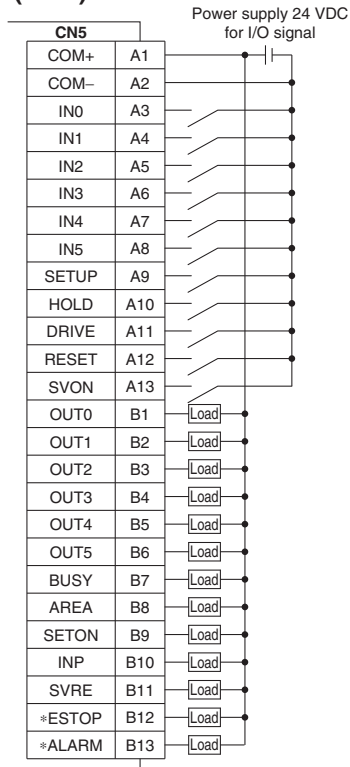 Power supply 24 VDC
for I/O signal
CN5
COM+ A1
COM− A2
IN0 A3
IN1 A4
IN2 A5
IN3 A6
IN4 A7
IN5 A8
SETUP A9
HOLD A10
DRIVE A11
RESET A12
SVON A13
OUT0 B1 Load
OUT1 B2 Load
OUT2 B3 Load
OUT3 B4 Load
OUT4 B5 Load
OUT5 B6 Load
BUSY B7 Load
AREA B8 Load
SETON B9 Load
INP B10 Load
SVRE B11 Load
∗ESTOP B12 Load
∗ALARM B13 Load